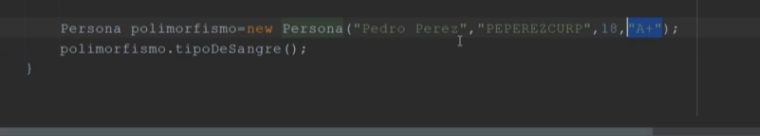 Persona polimorfismo=new Persona("Pedro Perez","PEPEREZCURP",18,"A+");
polimorfismo.tipoDeSangre();
}